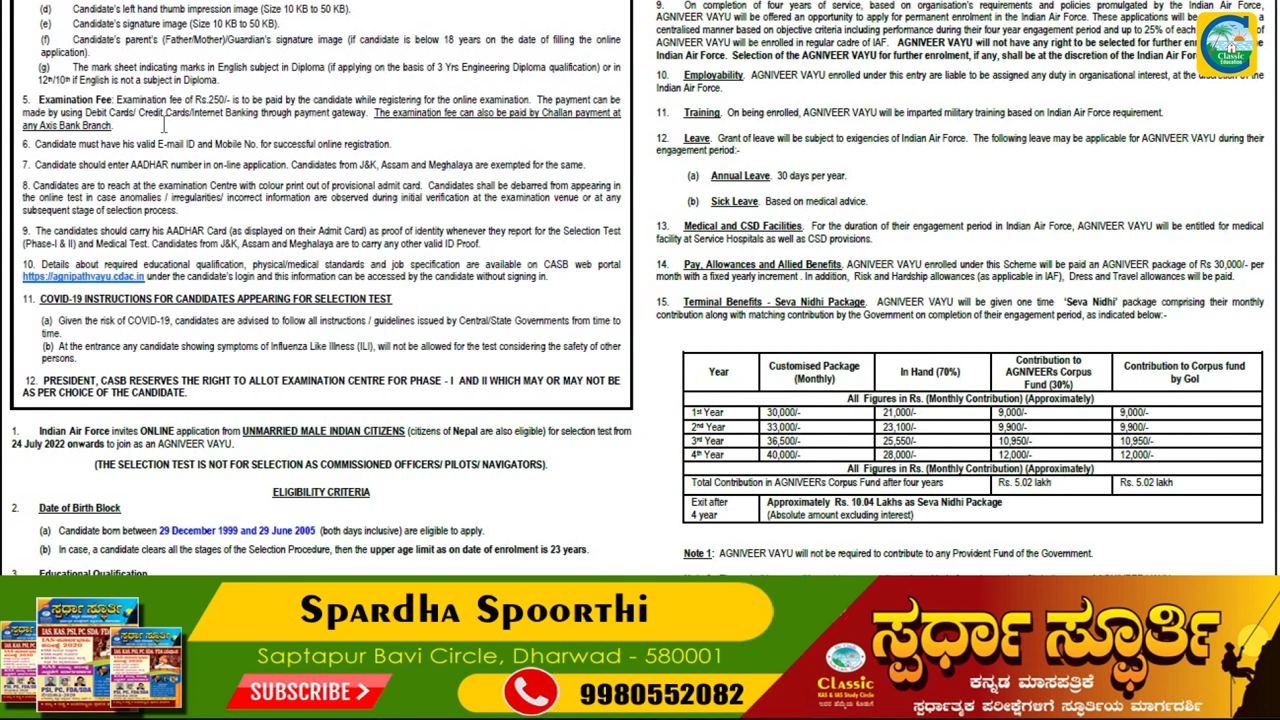 (d) Candidate's left hand thumb impression image (Size 10 KB to 50 KB).
(e) Candidate's signature image (Size 10 KB to 50 KB).
(f) Candidate's parent's (Father/Mother)/Guardian's signature image (if candidate is below 18 years on the date of filling the online
application).
(g) The mark sheet indicating marks in English subject in Diploma (if applying on the basis of 3 Yrs Engineering Diploma qualification) or in
12th/10th if English is not a subject in Diploma.
5. Examination Fee: Examination fee of Rs.250/- is to be paid by the candidate while registering for the online examination. The payment can be
made by using Debit Cards/ Credit Cards/Internet Banking through payment gateway. The examination fee can also be paid by Challan payment at
any Axis Bank Branch.
6. Candidate must have his valid E-mail ID and Mobile No. for successful online registration.
7. Candidate should enter AADHAR number in on-line application. Candidates from J&K, Assam and Meghalaya are exempted for the same.
8. Candidates are to reach at the examination Centre with colour print out of provisional admit card. Candidates shall be debarred from appearing in
the online test in case anomalies / irregularities/ incorrect information are observed during initial verification at the examination venue or at any
subsequent stage of selection process.
9. The candidates should carry his AADHAR Card (as displayed on their Admit Card) as proof of identity whenever they report for the Selection Test
(Phase-I & II) and Medical Test. Candidates from J&K, Assam and Meghalaya are to carry any other valid ID Proof.
10. Details about required educational qualification, physical/medical standards and job specification are available on CASB web portal
https://agnipathvayu.cdac.in under the candidate's login and this information can be accessed by the candidate without signing in.
11. COVID-19 INSTRUCTIONS FOR CANDIDATES APPEARING FOR SELECTION TEST
(a) Given the risk of COVID-19, candidates are advised to follow all instructions / guidelines issued by Central/State Governments from time to
time.
(b) At the entrance any candidate showing symptoms of Influenza Like Illness (ILI), will not be allowed for the test considering the safety of other
persons.
12. PRESIDENT, CASB RESERVES THE RIGHT TO ALLOT EXAMINATION CENTRE FOR PHASE - I AND II WHICH MAY OR MAY NOT BE
AS PER CHOICE OF THE CANDIDATE.
1. Indian Air Force invites ONLINE application from UNMARRIED MALE INDIAN CITIZENS (citizens of Nepal are also eligible) for selection test from
24 July 2022 onwards to join as an AGNIVEER VAYU.
(THE SELECTION TEST IS NOT FOR SELECTION AS COMMISSIONED OFFICERS/ PILOTS/ NAVIGATORS).
ELIGIBILITY CRITERIA
2. Date of Birth Block
(a) Candidate born between 29 December 1999 and 29 June 2005 (both days inclusive) are eligible to apply.
(b) In case, a candidate clears all the stages of the Selection Procedure, then the upper age limit as on date of enrolment is 23 years.
3. Educational Qualification
9. On completion of four years of service, based on organisation's requirements and policies promulgated by the Indian Air Force,
AGNIVEER VAYU will be offered an opportunity to apply for permanent enrolment in the Indian Air Force. These applications will be
centralised manner based on objective criteria including performance during their four year engagement period and up to 25% of each
AGNIVEER VAYU will be enrolled in regular cadre of IAF. AGNIVEER VAYU will not have any right to be selected for further
Indian Air Force. Selection of the AGNIVEER VAYU for further enrolment, if any, shall be at the discretion of the Indian Air
10. Employability. AGNIVEER VAYU enrolled under this entry are liable to be assigned any duty in organisational interest, at the discretion of the
Indian Air Force.
11. Training. On being enrolled, AGNIVEER VAYU will be imparted military training based on Indian Air Force requirement.
12. Leave. Grant of leave will be subject to exigencies of Indian Air Force. The following leave may be applicable for AGNIVEER VAYU during their
engagement period:-
(a) Annual Leave. 30 days per year.
(b) Sick Leave. Based on medical advice.
13. Medical and CSD Facilities. For the duration of their engagement period in Indian Air Force, AGNIVEER VAYU will be entitled for medical
facility at Service Hospitals as well as CSD provisions.
14. Pay, Allowances and Allied Benefits. AGNIVEER VAYU enrolled under this Scheme will be paid an AGNIVEER package of Rs 30,000/- per
month with a fixed yearly increment. In addition, Risk and Hardship allowances (as applicable in IAF), Dress and Travel allowances will be paid.
15. Terminal Benefits - Seva Nidhi Package. AGNIVEER VAYU will be given one time 'Seva Nidhi' package comprising their monthly
contribution along with matching contribution by the Government on completion of their engagement period, as indicated below:-
Year Customised Package (Monthly) In Hand (70%) Contribution to AGNIVEERs Corpus Fund (30%) Contribution to Corpus fund by GoI
All Figures in Rs. (Monthly Contribution) (Approximately)
1st Year 30,000/- 21,000/- 9,000/- 9,000/-
2nd Year 33,000/- 23,100/- 9,900/- 9,900/-
3rd Year 36,500/- 25,550/- 10,950/- 10,950/-
4th Year 40,000/- 28,000/- 12,000/- 12,000/-
All Figures in Rs. (Monthly Contribution) (Approximately)
Total Contribution in AGNIVEERs Corpus Fund after four years Rs. 5.02 lakh Rs. 5.02 lakh
Exit after 4 year Approximately Rs. 10.04 Lakhs as Seva Nidhi Package
(Absolute amount excluding interest)
Note 1: AGNIVEER VAYU will not be required to contribute to any Provident Fund of the Government.
Classic
Education
Spardha Spoorthi
Saptapur Bavi Circle, Dharwad - 58000
SUBSCRIBE >
9980552082
ಸ್ಪರ್ಧಾ ಸ್ಫೂರ್ತಿ
Classic
KAS & IAS Study Circle
ಸ್ಪರ್ಧಾ ಸ್ಫೂರ್ತಿ
ಕನ್ನಡ ಮಾಸಪತ್ರಿಕೆ
ಸ್ಪರ್ಧಾತ್ಮಕ ಪರೀಕ್ಷೆಗಳಿಗೆ ಸ್ಫೂರ್ತಿಯ ಮಾರ್ಗದರ್ಶಿ